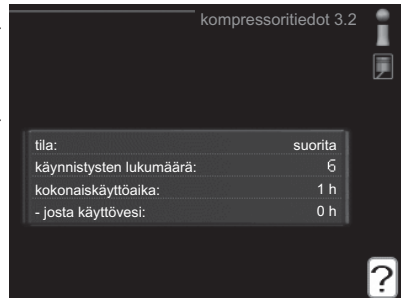 kompressoritiedot 3.2
tila: suorita
käynnistysten lukumäärä: 6
kokonaiskäyttöaika: 1 h
- josta käyttövesi: 0 h
?